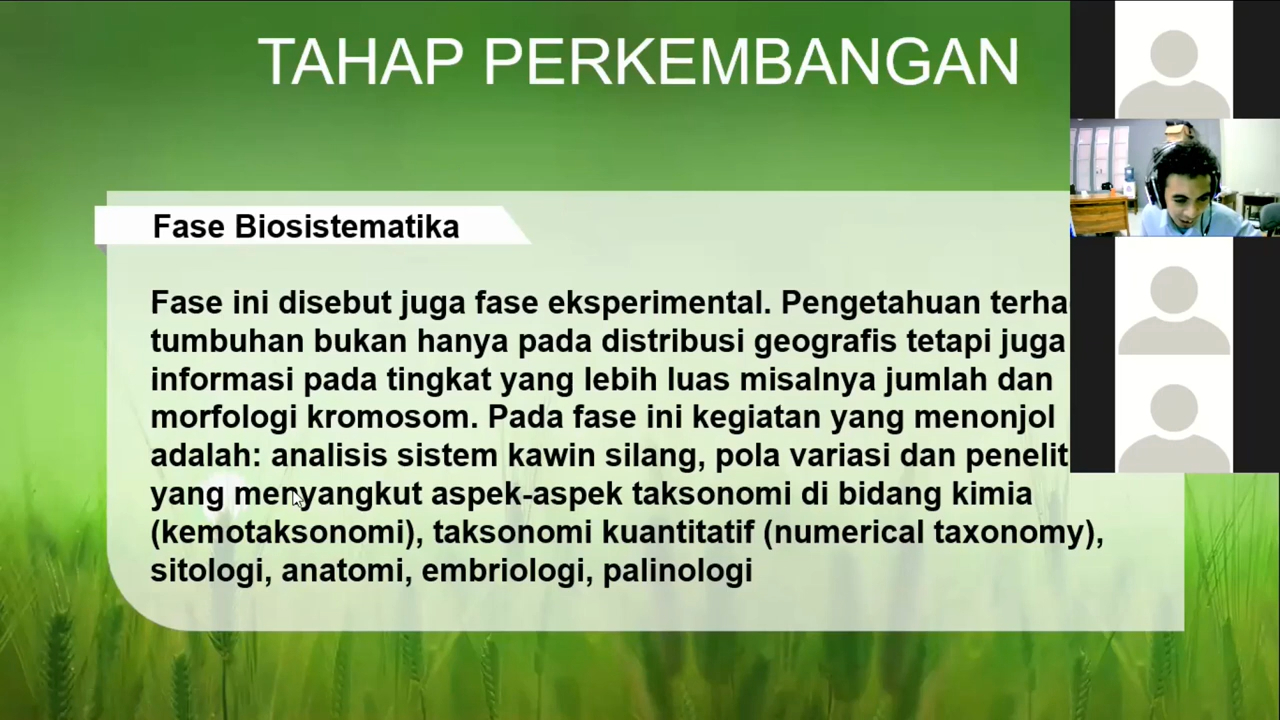 TAHAP PERKEMBANGAN
Fase Biosistematika
Fase ini disebut juga fase eksperimental. Pengetahuan
tumbuhan bukan hanya pada distribusi geografis tetapi juga
informasi pada tingkat yang lebih luas misalnya jumlah dan
morfologi kromosom. Pada fase ini kegiatan yang menonjol
adalah: analisis sistem kawin silang, pola variasi dan
yang menyangkut aspek-aspek taksonomi di bidang kimia
(kemotaksonomi), taksonomi kuantitatif (numerical taxonomy),
sitologi, anatomi, embriologi, palinologi